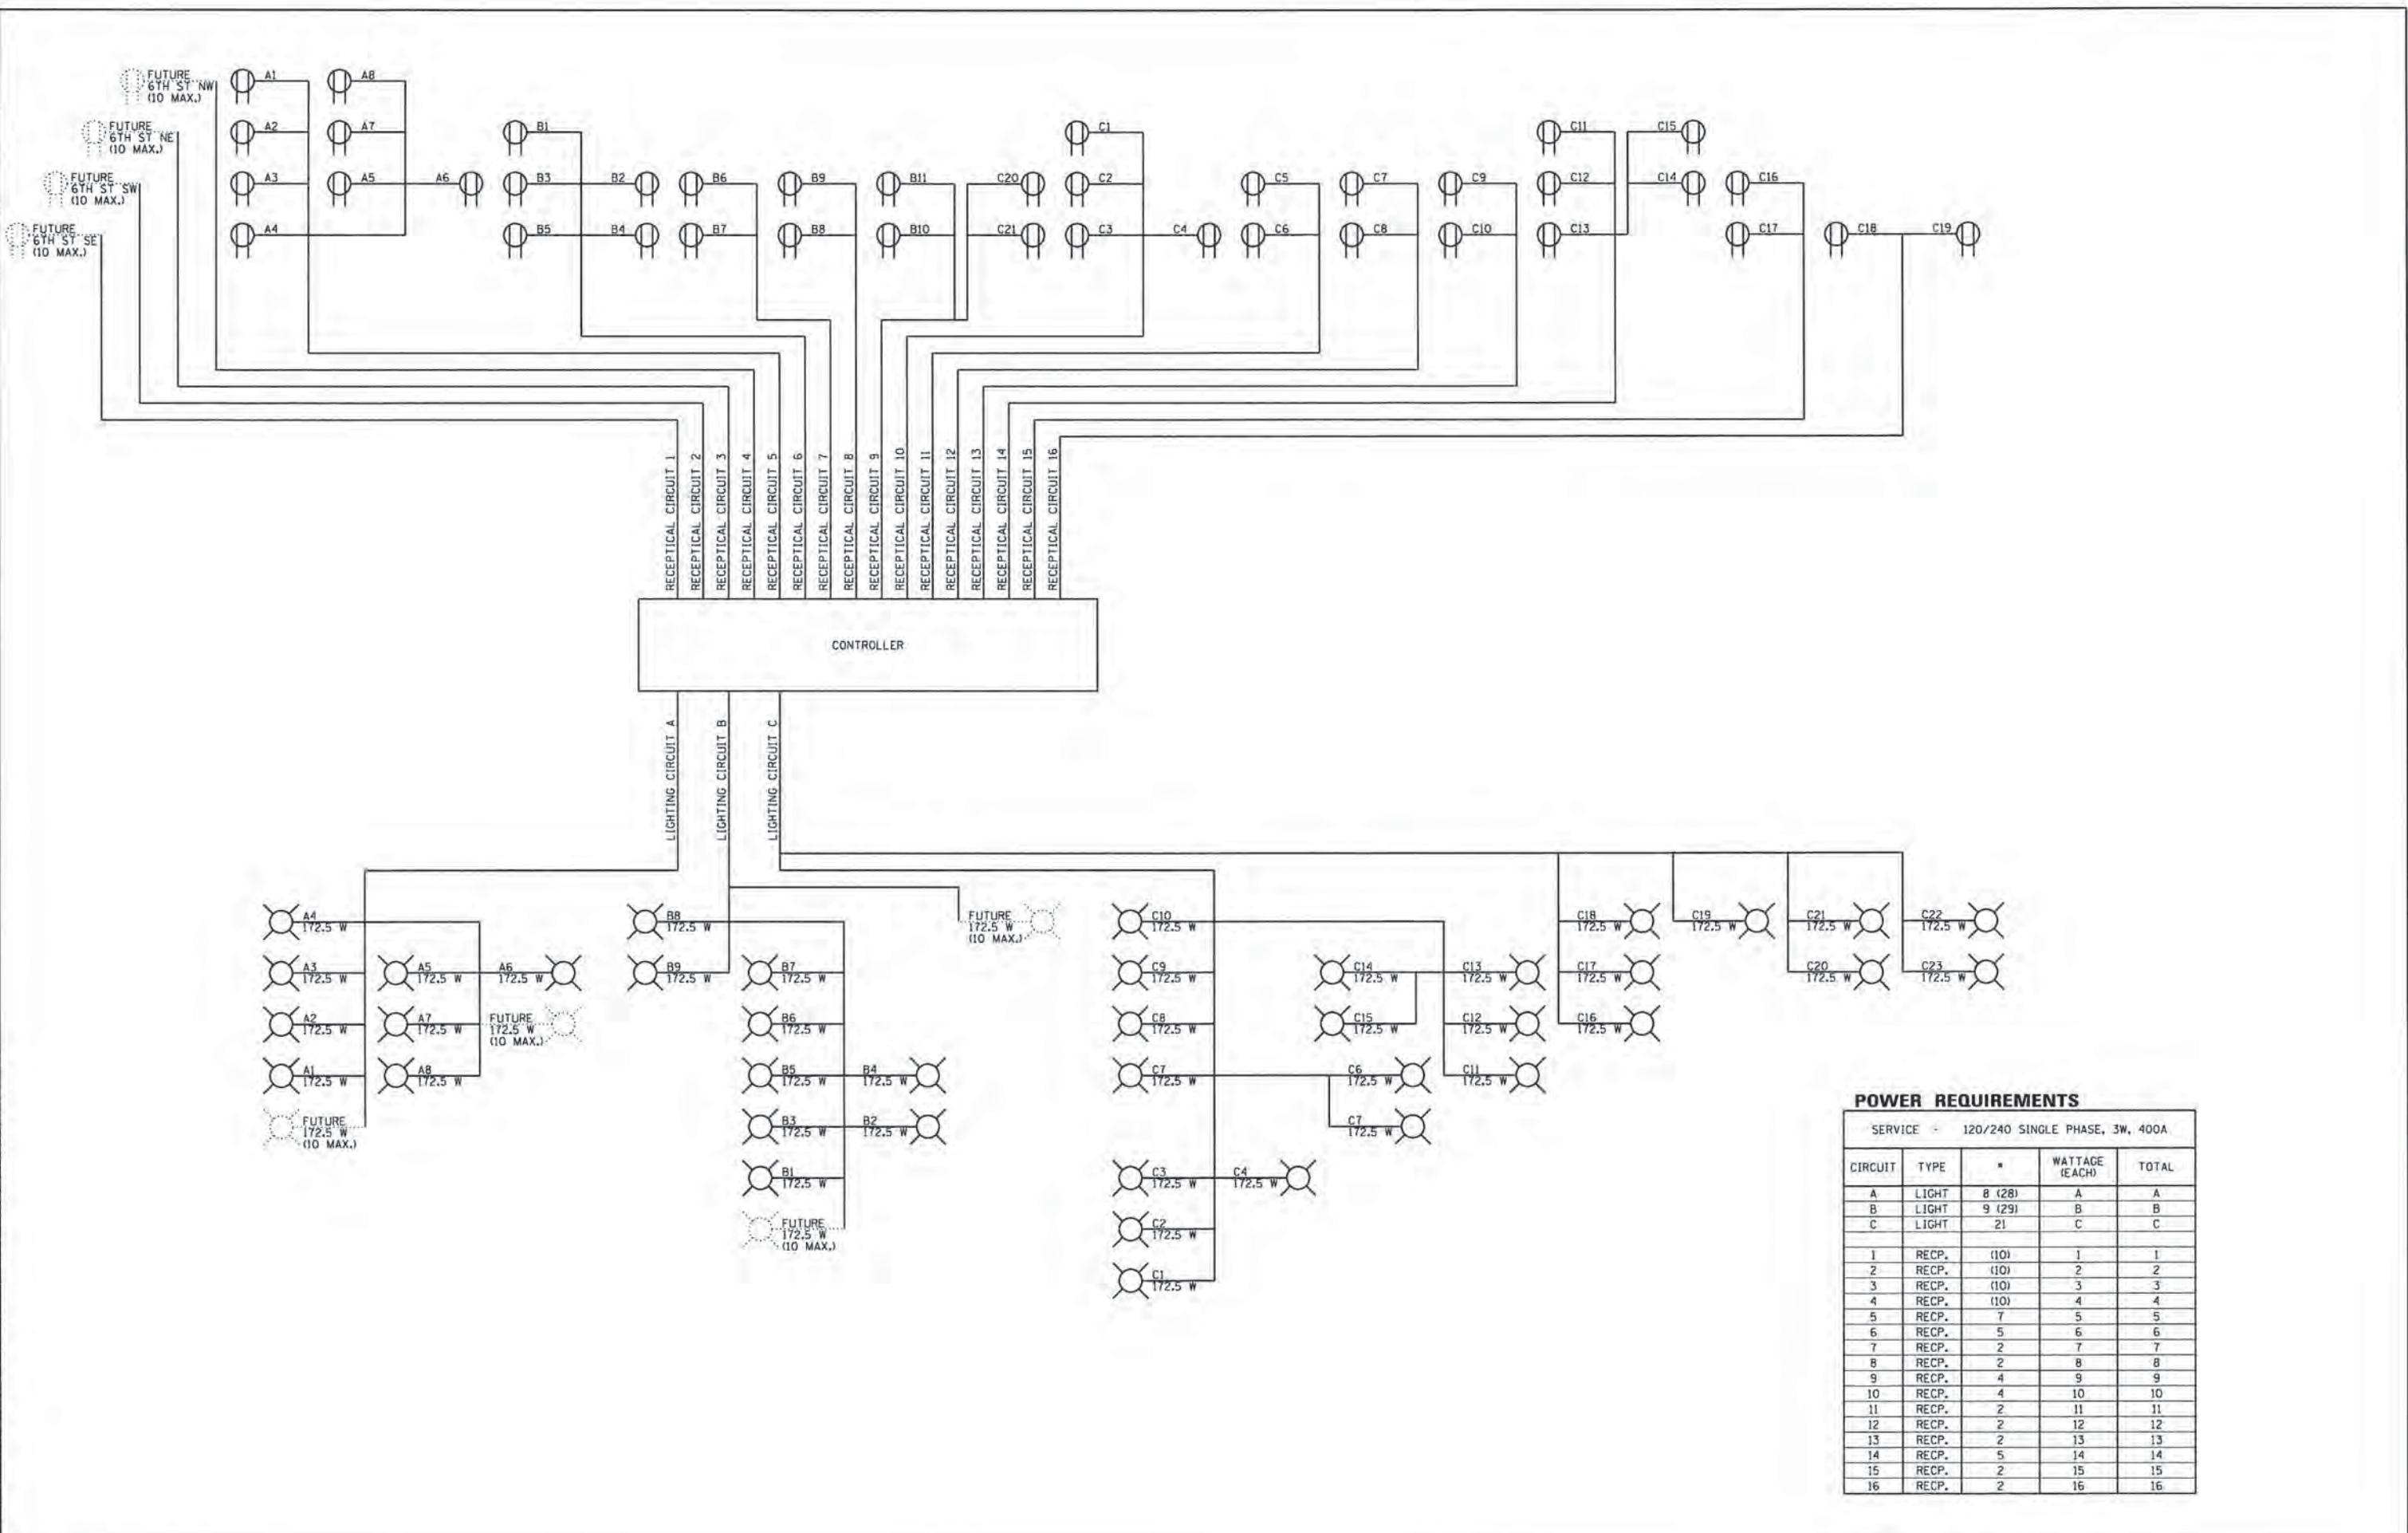 FUTURE
6TH ST NW
(10 MAX.)
FUTURE
6TH ST NE
(10 MAX.)
FUTURE
6TH ST SW
(10 MAX.)
FUTURE
6TH ST SE
(10 MAX.)
A1
A2
A3
A4
A8
A7
A5
A6
B1
B3
B2
B5
B4
B6
B7
B9
B8
B11
B10
C20
C21
C1
C2
C3
C4
C5
C6
C7
C8
C9
C10
C11
C12
C13
C15
C14
C16
C17
C18
C19
RECEPTICAL CIRCUIT 1
RECEPTICAL CIRCUIT 2
RECEPTICAL CIRCUIT 3
RECEPTICAL CIRCUIT 4
RECEPTICAL CIRCUIT 5
RECEPTICAL CIRCUIT 6
RECEPTICAL CIRCUIT 7
RECEPTICAL CIRCUIT 8
RECEPTICAL CIRCUIT 9
RECEPTICAL CIRCUIT 10
RECEPTICAL CIRCUIT 11
RECEPTICAL CIRCUIT 12
RECEPTICAL CIRCUIT 13
RECEPTICAL CIRCUIT 14
RECEPTICAL CIRCUIT 15
RECEPTICAL CIRCUIT 16
CONTROLLER
LIGHTING CIRCUIT A
LIGHTING CIRCUIT B
LIGHTING CIRCUIT C
A4
172.5 W
A3
172.5 W
A2
172.5 W
A1
172.5 W
FUTURE
172.5 W
(10 MAX.)
A5
172.5 W
A6
172.5 W
A7
172.5 W
FUTURE
172.5 W
(10 MAX.)
A8
172.5 W
B8
172.5 W
B9
172.5 W
B7
172.5 W
B6
172.5 W
B5
172.5 W
B4
172.5 W
B3
172.5 W
B2
172.5 W
B1
172.5 W
FUTURE
172.5 W
(10 MAX.)
FUTURE
172.5 W
(10 MAX.)
C10
172.5 W
C9
172.5 W
C8
172.5 W
C7
172.5 W
C6
172.5 W
C7
172.5 W
C3
172.5 W
C4
172.5 W
C2
172.5 W
C1
172.5 W
C14
172.5 W
C15
172.5 W
C13
172.5 W
C12
172.5 W
C11
172.5 W
C18
172.5 W
C17
172.5 W
C16
172.5 W
C19
172.5 W
C21
172.5 W
C20
172.5 W
C22
172.5 W
C23
172.5 W
POWER REQUIREMENTS
SERVICE - 120/240 SINGLE PHASE, 3W, 400A
CIRCUIT TYPE WATTAGE (EACH) TOTAL
A LIGHT 8 (28) A A
B LIGHT 9 (29) B B
C LIGHT 21 C C
1 RECP. (10) 1 1
2 RECP. (10) 2 2
3 RECP. (10) 3 3
4 RECP. (10) 4 4
5 RECP. 7 5 5
6 RECP. 5 6 6
7 RECP. 2 7 7
8 RECP. 2 8 8
9 RECP. 4 9 9
10 RECP. 4 10 10
11 RECP. 2 11 11
12 RECP. 2 12 12
13 RECP. 2 13 13
14 RECP. 5 14 14
15 RECP. 2 15 15
16 RECP. 2 16 16